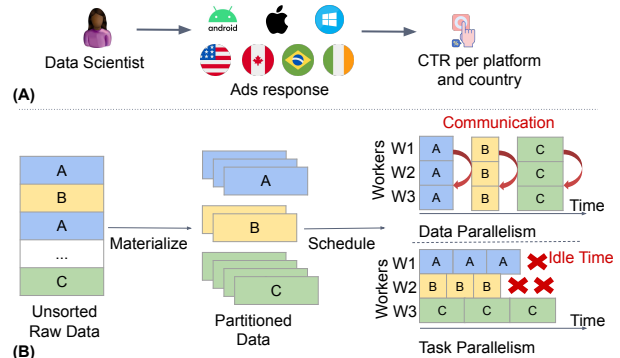 android
Data Scientist
Ads response
CTR per platform
and country
(A)
Communication
A
B
A
...
C
Unsorted
Raw Data
Materialize
A
B
C
Partitioned
Data
Schedule
Workers
W1
W2
W3
A
B
C
A
B
C
A
B
C
Time
Data Parallelism
Workers
W1
W2
W3
A A A
Idle Time
B B B
C C C
Time
Task Parallelism
(B)